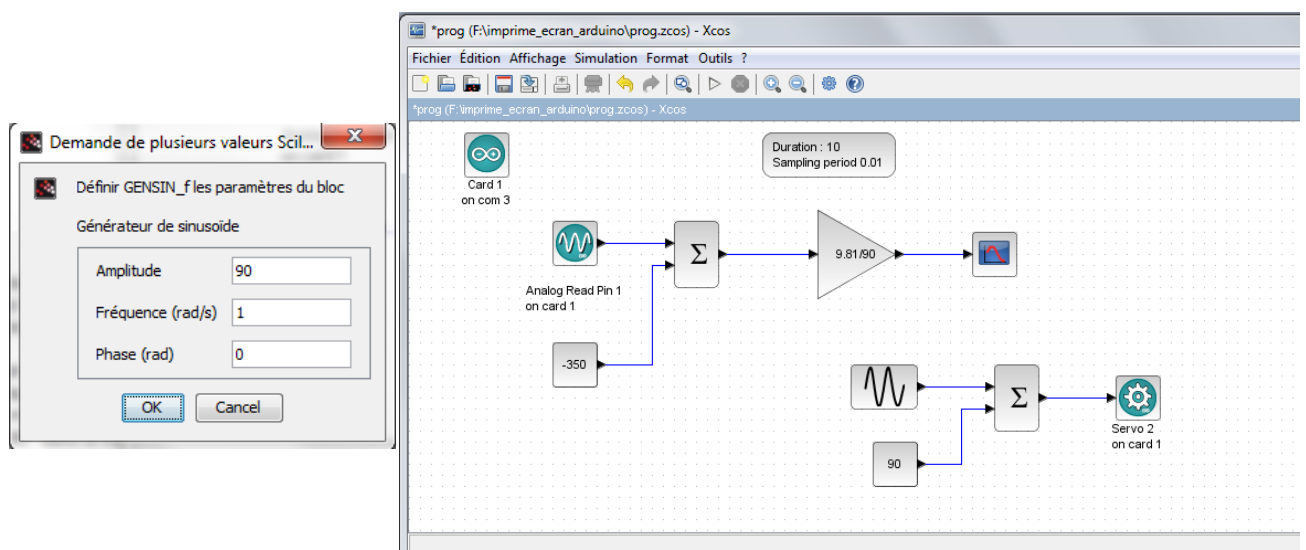 Demande de plusieurs valeurs Scil...
Définir GENSIN_f les paramètres du bloc
Générateur de sinusoïde
Amplitude
90
Fréquence (rad/s)
1
Phase (rad)
0
OK
Cancel
*prog (F:\imprime_ecran_arduino\prog.zcos) - Xcos
Fichier Édition Affichage Simulation Format Outils ?
*prog (F:\imprime_ecran_arduino\prog.zcos) - Xcos
Card 1
on com 3
Duration : 10
Sampling period 0.01
Analog Read Pin 1
on card 1
Σ
9.81/90
-350
Σ
90
Servo 2
on card 1